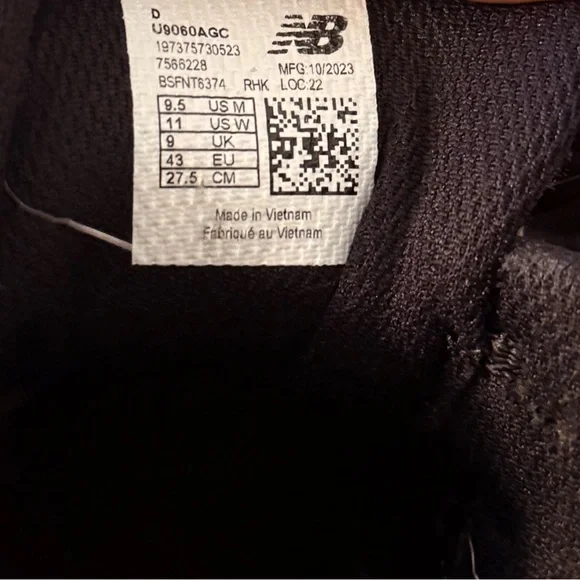 D
U9060AGC
197375730523
7566228
BSFNT6374 RHK
NB
MFG:10/2023
LOC:22
9.5 US M
11 US W
9 UK
43 EU
27.5 CM
Made in Vietnam
Fabriqué au Vietnam